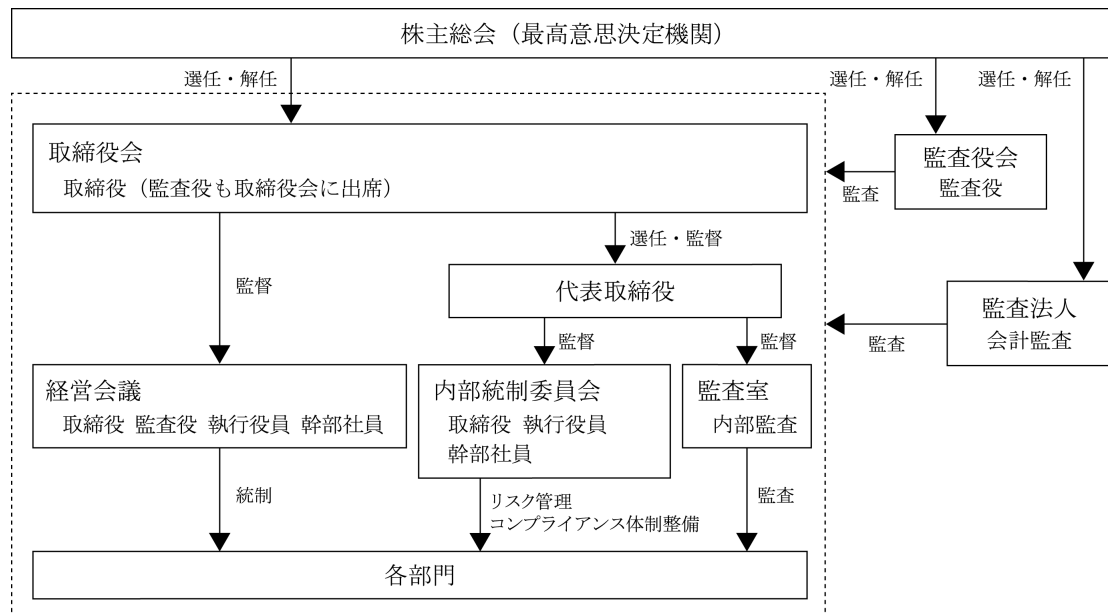 株主総会（最高意思決定機関）
選任・解任
選任・解任
選任・解任
取締役会
取締役（監査役も取締役会に出席）
監査役会
監査役
監査
選任・監督
監督
代表取締役
監査法人
会計監査
監査
監督
監督
経営会議
取締役 監査役 執行役員 幹部社員
内部統制委員会
取締役 執行役員
幹部社員
監査室
内部監査
統制
リスク管理
コンプライアンス体制整備
監査
各部門